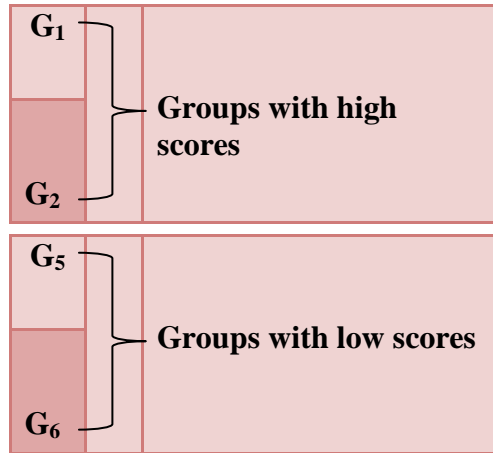 G₁
Groups with high
scores
G₂
G₅
Groups with low scores
G₆